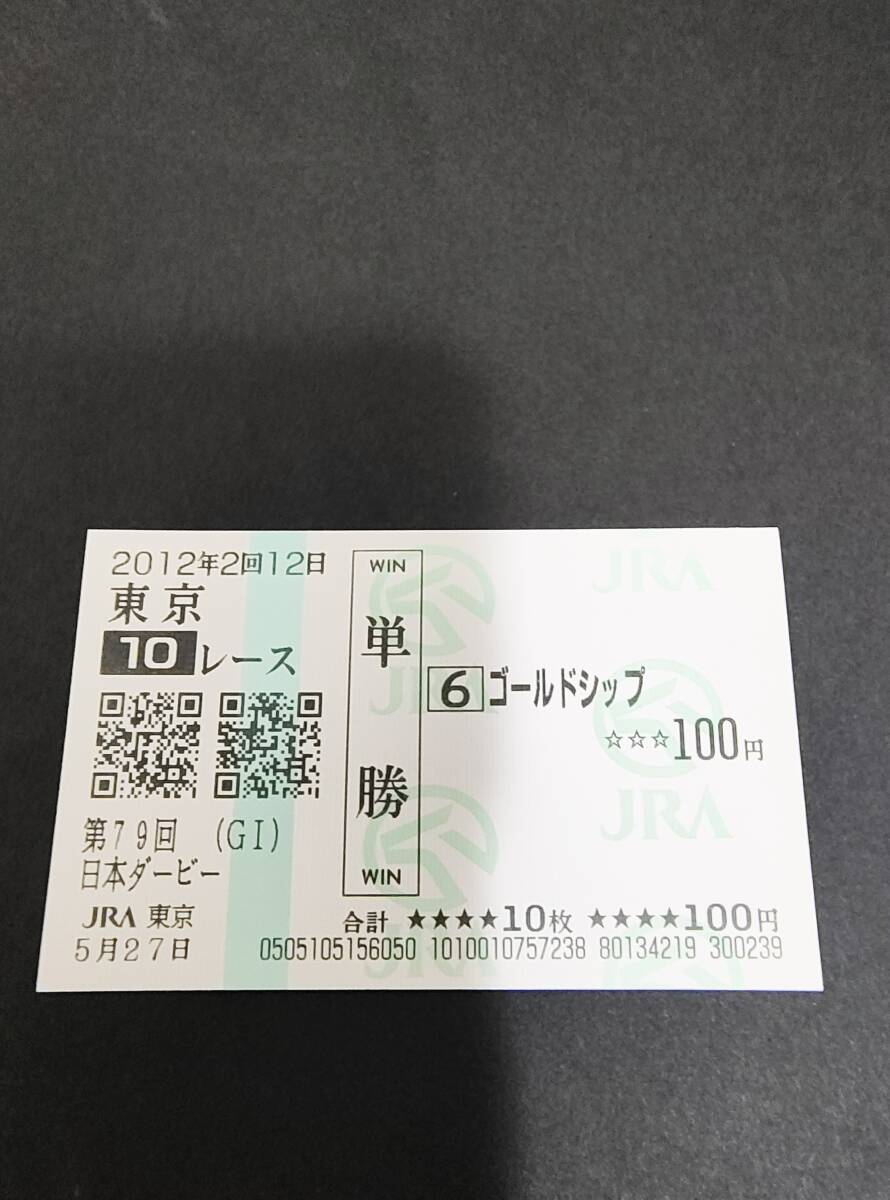 2012年2回12日
東京
10レース
第79回 (GⅠ)
日本ダービー
JRA 東京
5月27日
WIN
単勝
WIN
6 ゴールドシップ
☆☆☆100円
合計 ★★★★10枚 ★★★★100円
0505105156050 1010010757238 80134219 300239
JRA
JRA
JRA
JRA